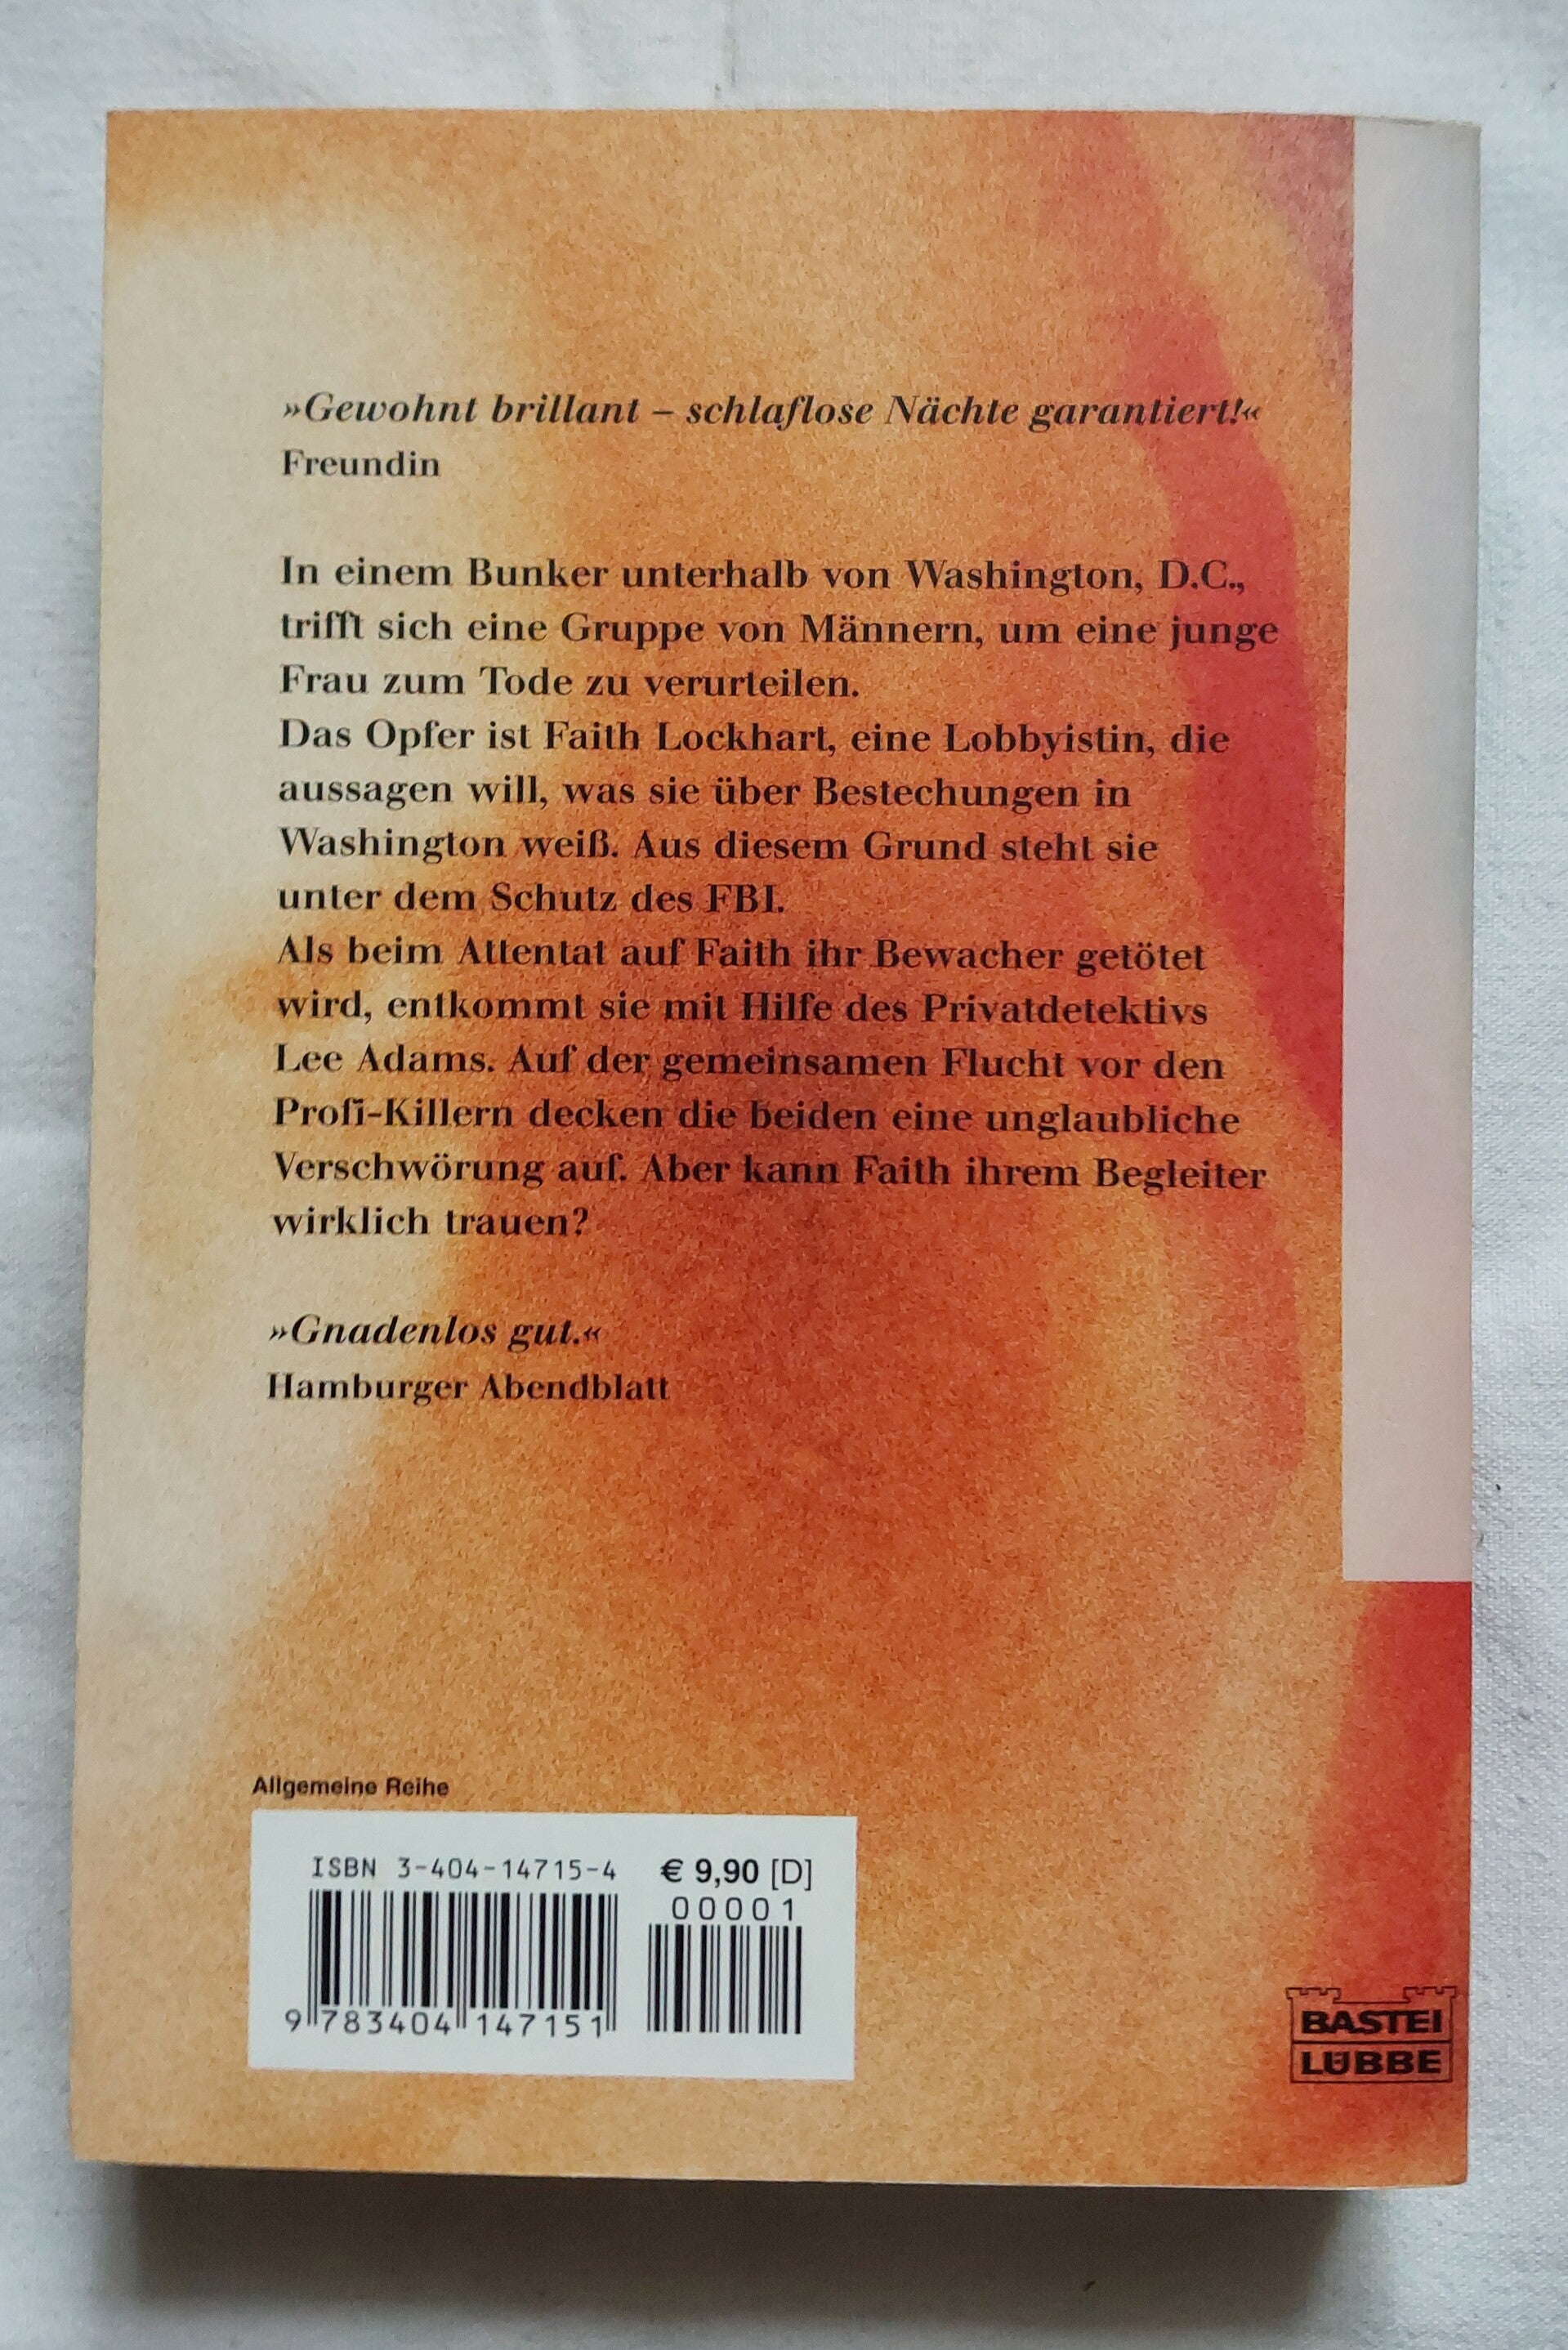 »Gewohnt brillant – schlaflose Nächte garantiert!«
Freundin
In einem Bunker unterhalb von Washington, D.C.,
trifft sich eine Gruppe von Männern, um eine junge
Frau zum Tode zu verurteilen.
Das Opfer ist Faith Lockhart, eine Lobbyistin, die
aussagen will, was sie über Bestechungen in
Washington weiß. Aus diesem Grund steht sie
unter dem Schutz des FBI.
Als beim Attentat auf Faith ihr Bewacher getötet
wird, entkommt sie mit Hilfe des Privatdetektivs
Lee Adams. Auf der gemeinsamen Flucht vor den
Profi-Killern decken die beiden eine unglaubliche
Verschwörung auf. Aber kann Faith ihrem Begleiter
wirklich trauen?
»Gnadenlos gut.«
Hamburger Abendblatt
Allgemeine Reihe
ISBN 3-404-14715-4
€ 9,90 [D]
00001
9 783404 147151
BASTEI
LÜBBE